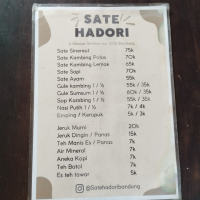 SATE
HADORI
Sate Sinereut 75k
Sate Kambing Polos 70k
Sate Kambing Lemak 65k
Sate Sapi 70k
Sate Ayam 55k
Gule kambing 1 / ½ 55k / 35k
Gule Sumsum 1 / ½ 60k / 35k
Sop Kambing 1 / ½ 55k / 35k
Nasi Putih 1 / ½ 7k / 4k
Emping / Kerupuk 5k / 3k
Jeruk Murni 20k
Jeruk Dingin / Panas 15k
Teh Manis Es / Panas 7k
Air Mineral 7k
Aneka Kopi 7k
Teh Botol 7k
Es teh tawar 5k
@Satehadoribandung